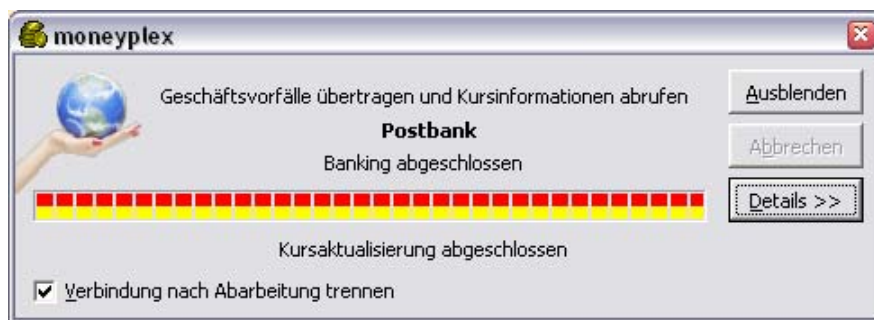 moneyplex
Geschäftsvorfälle übertragen und Kursinformationen abrufen
Postbank
Banking abgeschlossen
Kursaktualisierung abgeschlossen
Verbindung nach Abarbeitung trennen
Ausblenden
Abbrechen
Details >>